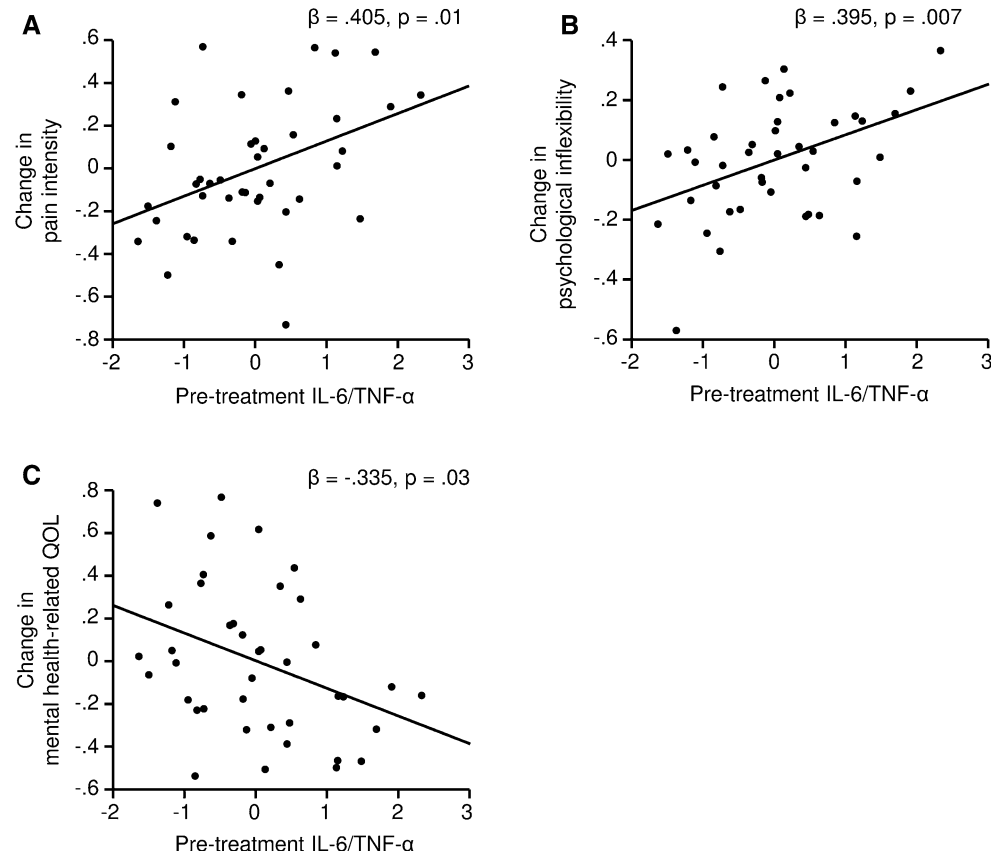 A
β = .405, p = .01
.6
.4
.2
0
-.2
-.4
-.6
-.8
Change in
pain intensity
-2 -1 0 1 2 3
Pre-treatment IL-6/TNF-α
B
β = .395, p = .007
.4
.2
0
-.2
-.4
-.6
Change in
psychological inflexibility
-2 -1 0 1 2 3
Pre-treatment IL-6/TNF-α
C
β = -.335, p = .03
.8
.6
.4
.2
0
-.2
-.4
-.6
Change in
mental health-related QOL
-2 -1 0 1 2 3
Pre-treatment IL-6/TNF-α